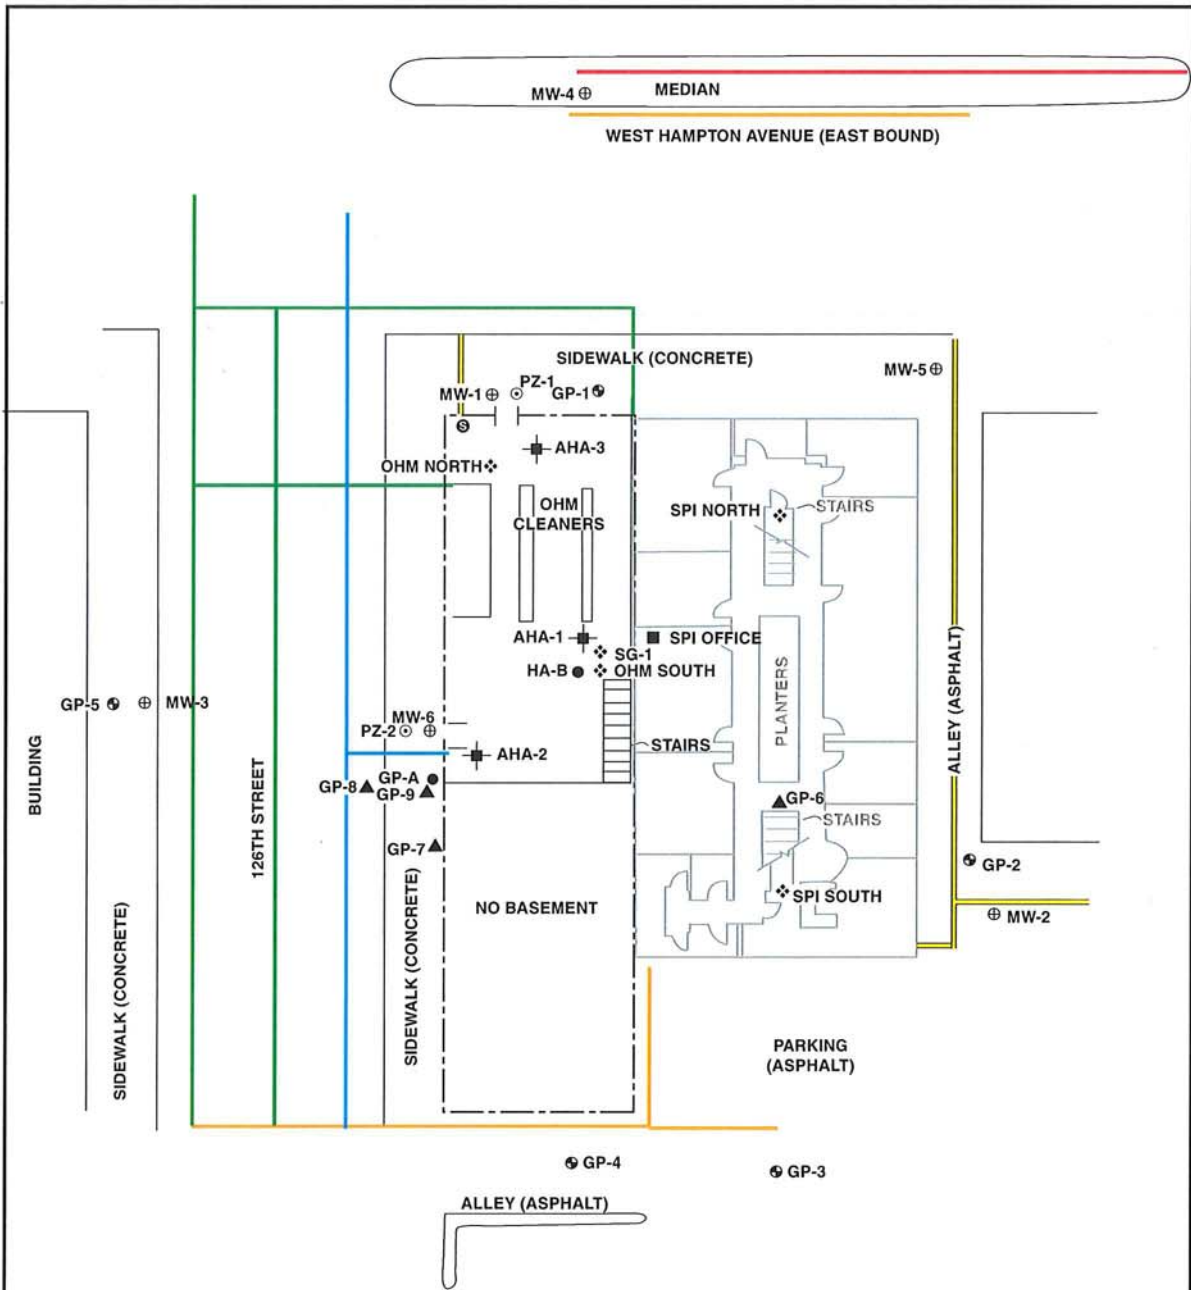 MW-4
MEDIAN
WEST HAMPTON AVENUE (EAST BOUND)
SIDEWALK (CONCRETE)
MW-5
PZ-1
MW-1
GP-1
S
AHA-3
OHM NORTH
OHM
CLEANERS
SPI NORTH
STAIRS
AHA-1
SPI OFFICE
SG-1
HA-B
OHM SOUTH
PLANTERS
ALLEY (ASPHALT)
GP-5
MW-3
MW-6
PZ-2
STAIRS
AHA-2
BUILDING
126TH STREET
GP-A
GP-8
GP-9
GP-6
STAIRS
GP-7
GP-2
SPI SOUTH
NO BASEMENT
MW-2
SIDEWALK (CONCRETE)
SIDEWALK (CONCRETE)
PARKING
(ASPHALT)
GP-4
GP-3
ALLEY (ASPHALT)